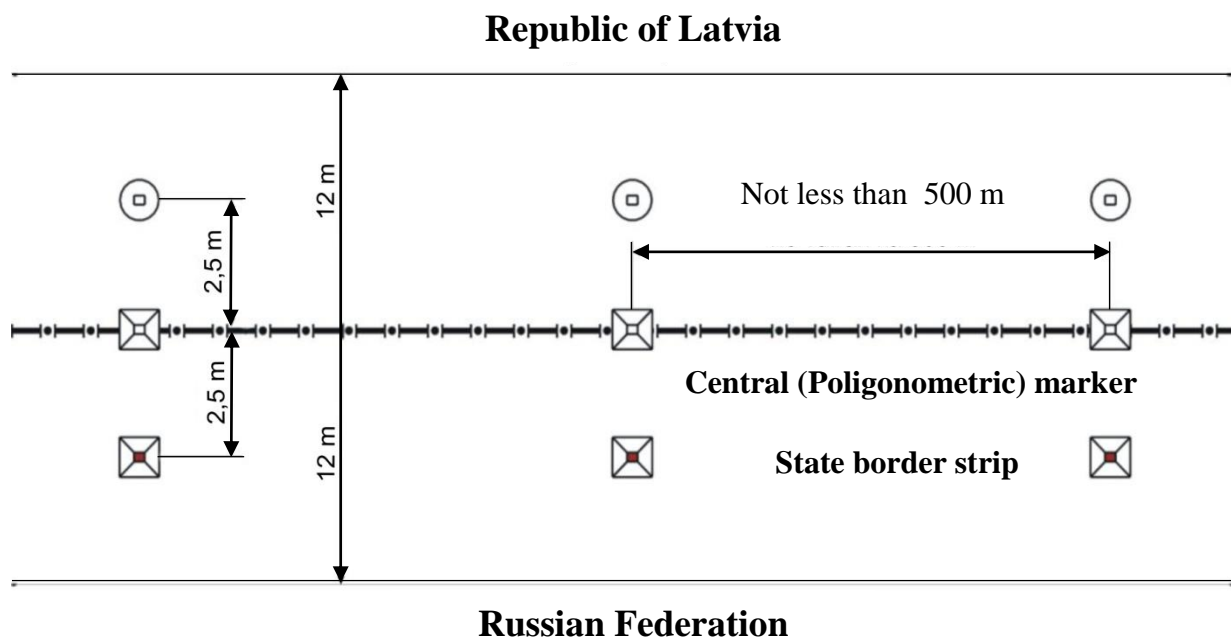 Republic of Latvia
12 m
Not less than 500 m
2,5 m
2,5 m
Central (Poligonometric) marker
12 m
State border strip
Russian Federation